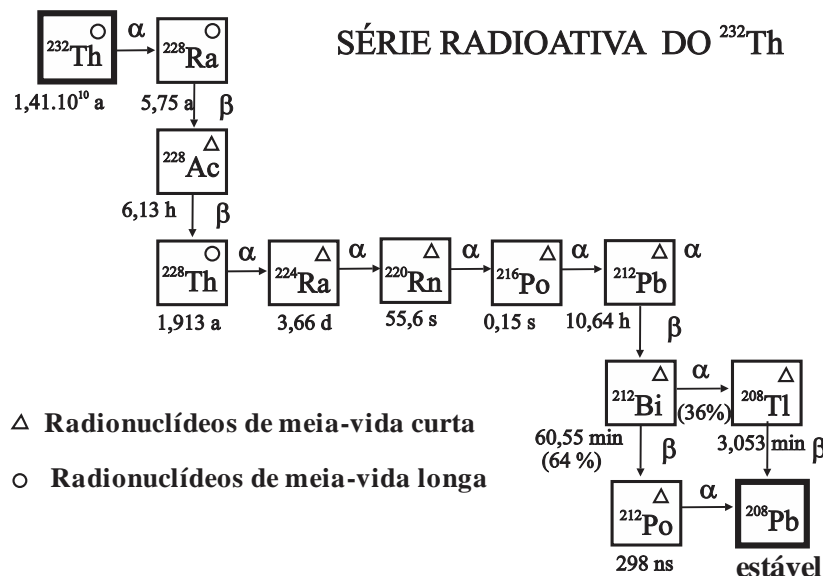 SÉRIE RADIOATIVA DO ²³²Th
²³²Th α ²²⁸Ra
1,41.10¹⁰ a 5,75 a β
²²⁸Ac
6,13 h β
²²⁸Th α ²²⁴Ra α ²²⁰Rn α ²¹⁶Po α ²¹²Pb α
1,913 a 3,66 d 55,6 s 0,15 s 10,64 h β
²¹²Bi α (36%) ²⁰⁸Tl
60,55 min (64 %) β 3,053 min β
²¹²Po α ²⁰⁸Pb
298 ns estável
Radionuclídeos de meia-vida curta
Radionuclídeos de meia-vida longa